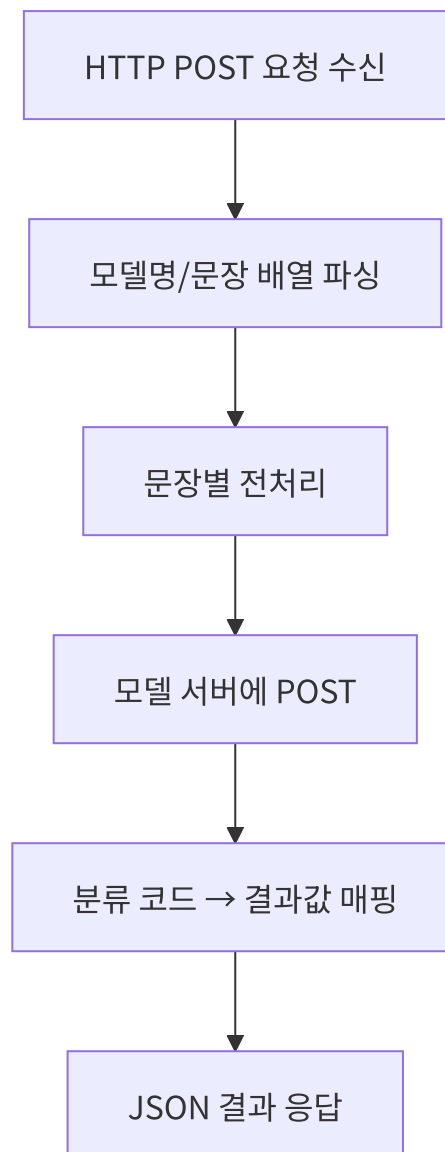 HTTP POST 요청 수신
모델명/문장 배열 파싱
문장별 전처리
모델 서버에 POST
분류 코드 → 결과값 매핑
JSON 결과 응답